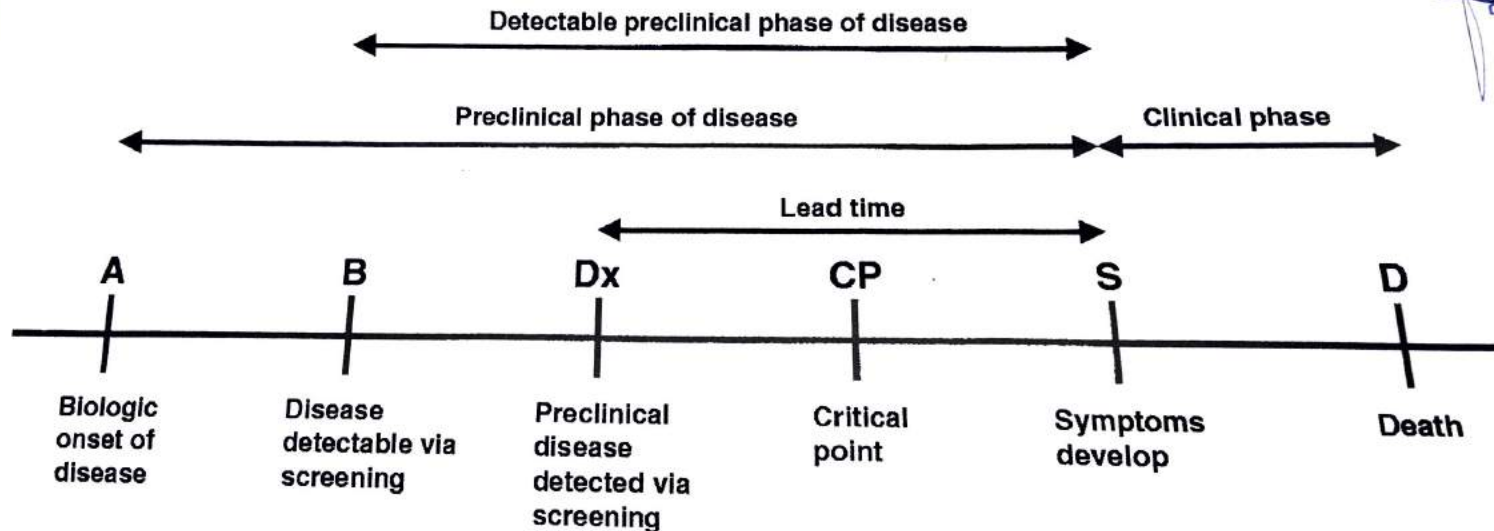 Detectable preclinical phase of disease
Preclinical phase of disease
Clinical phase
Lead time
A
B
Dx
CP
S
D
Biologic
onset of
disease
Disease
detectable via
screening
Preclinical
disease
detected via
screening
Critical
point
Symptoms
develop
Death